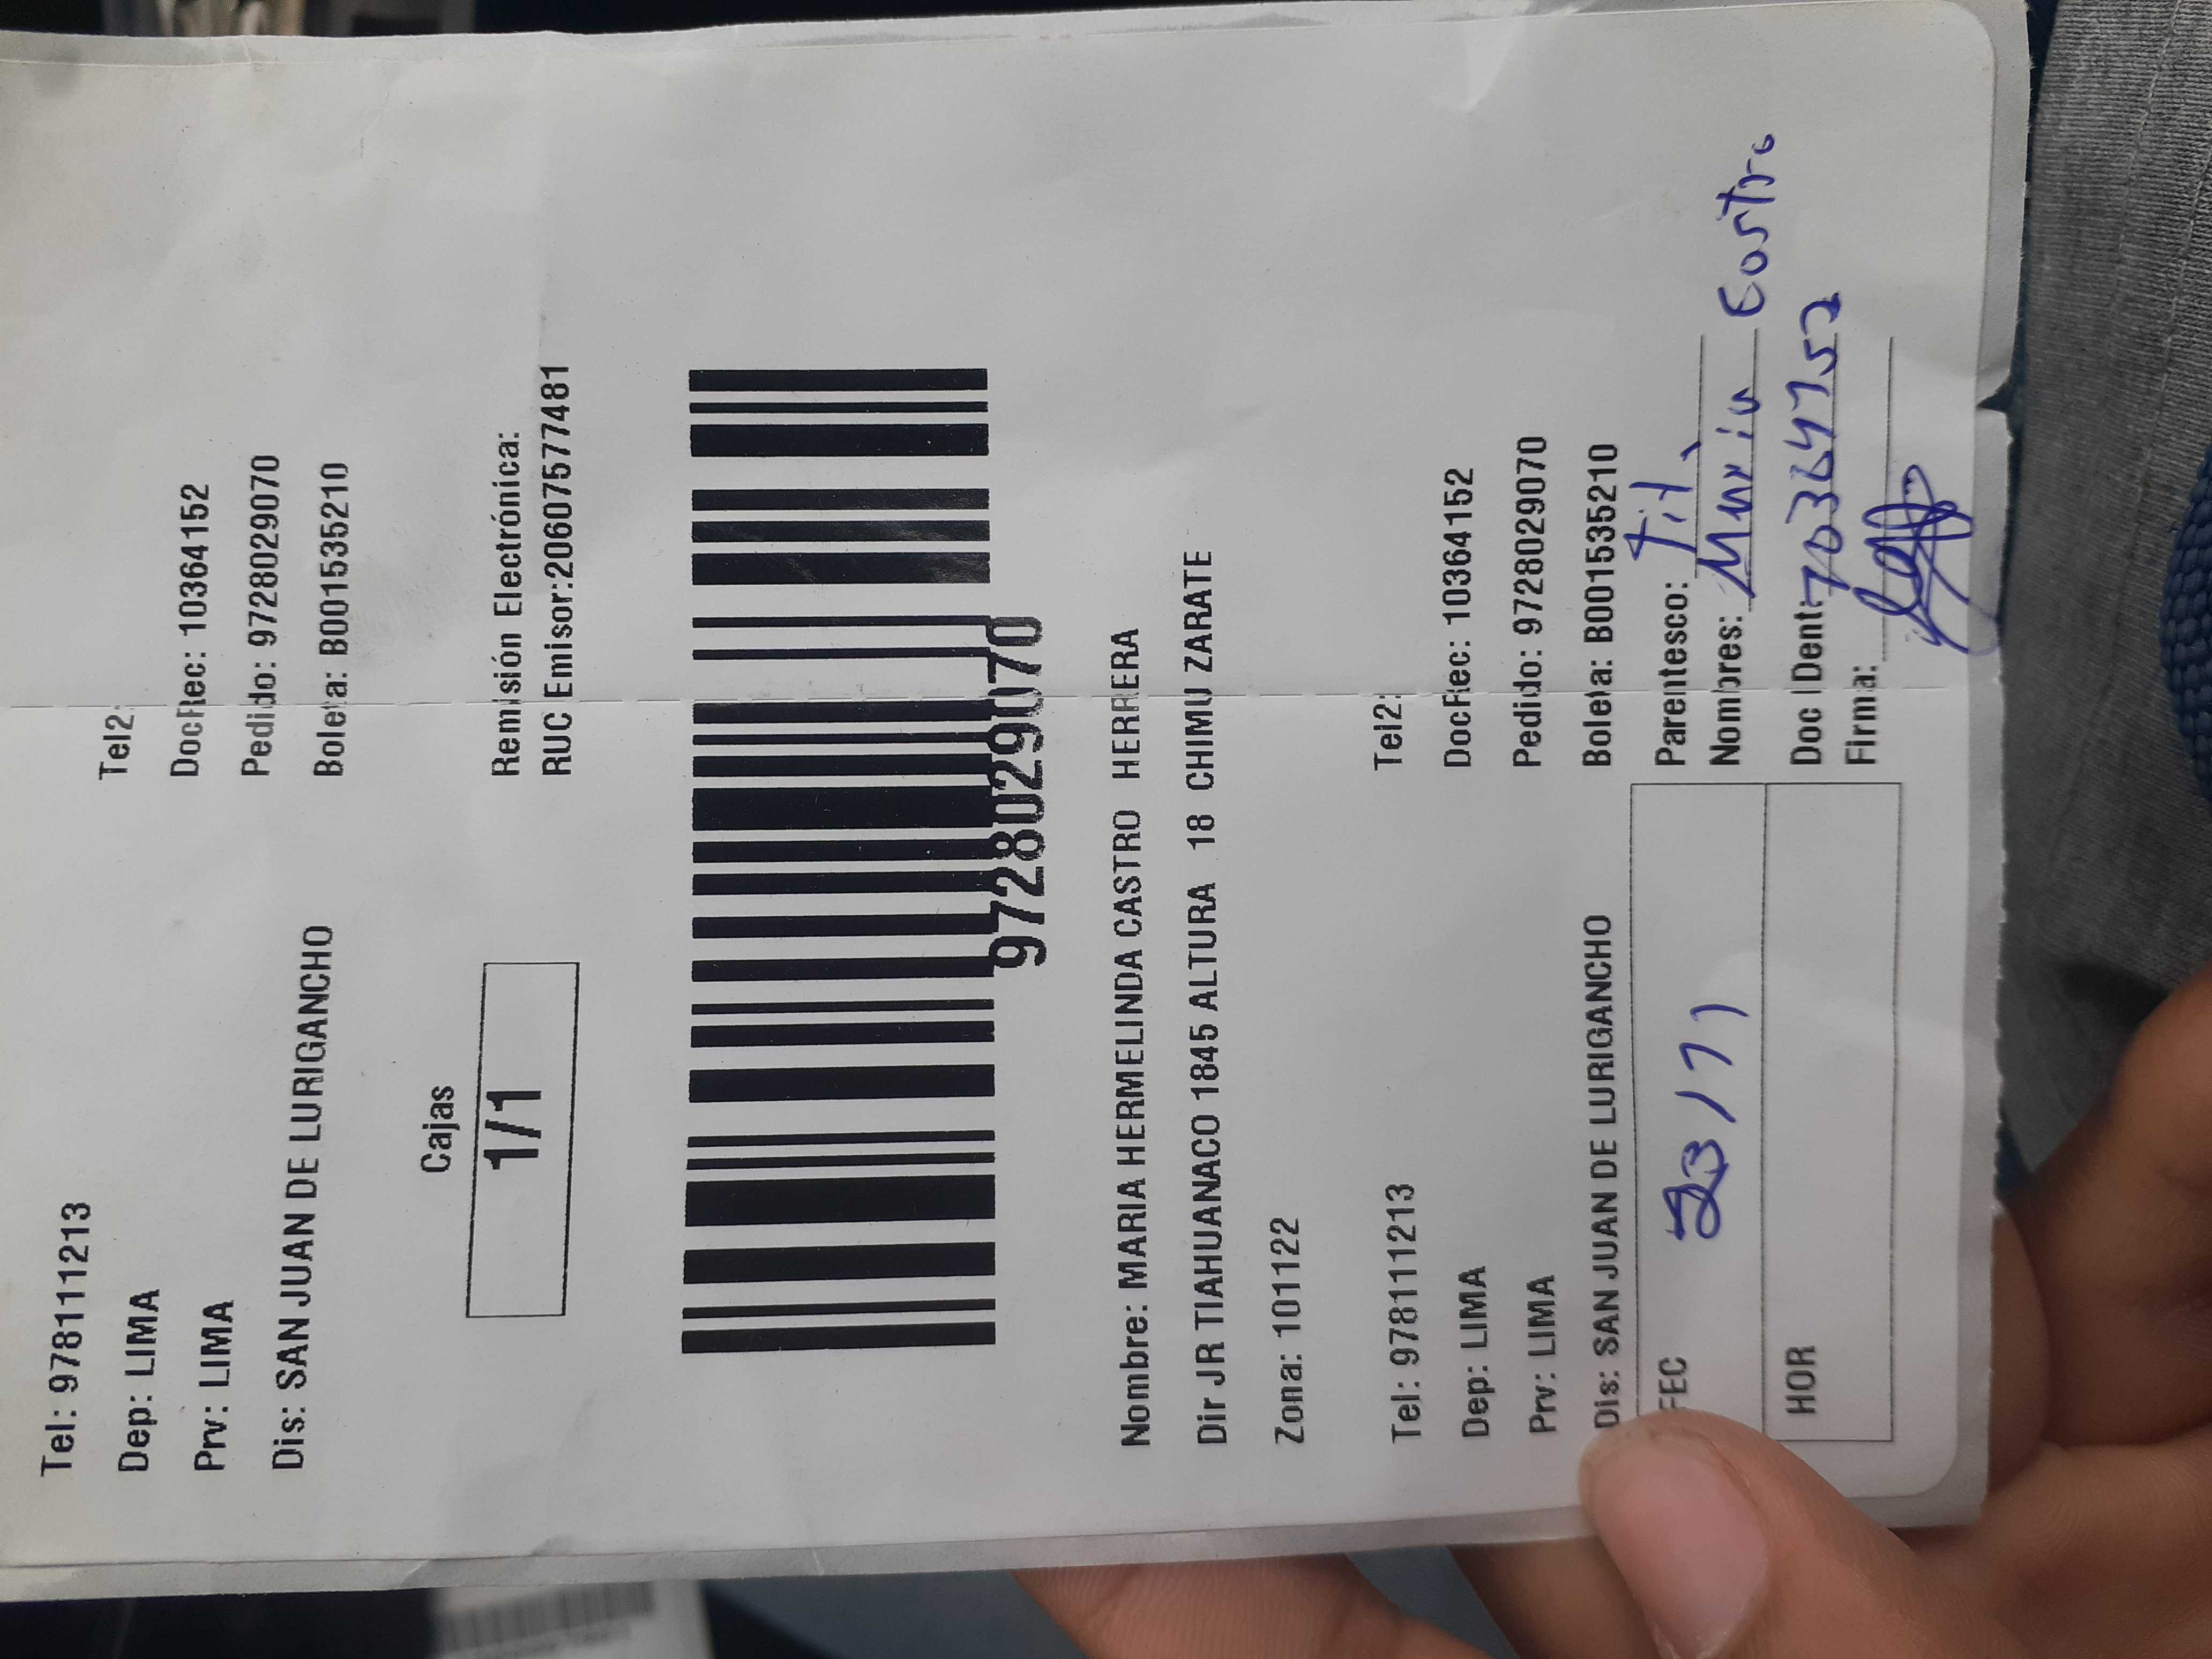 Tel: 978111213
Tel2:
Dep: LIMA
DocRec: 10364152
Prv: LIMA
Pedido: 97280029070
Dis: SAN JUAN DE LURIGANCHO
Boleta: B001535210
Cajas
1/1
Remisión Electrónica:
RUC Emisor:20607577481
9728029070
Nombre: MARIA HERMELINDA CASTRO HERRERA
Dir JR TIAHUANACO 1845 ALTURA 18 CHIMU ZARATE
Zona: 101122
Tel: 978111213
Tel2:
Dep: LIMA
DocRec: 10364152
Prv: LIMA
Pedido: 9728029070
Dis: SAN JUAN DE LURIGANCHO
Boleta: B001535210
FEC 23/11
HOR
Parentesco: Tit
Nombres: Maria Castro
Doc IDent:
Firma: